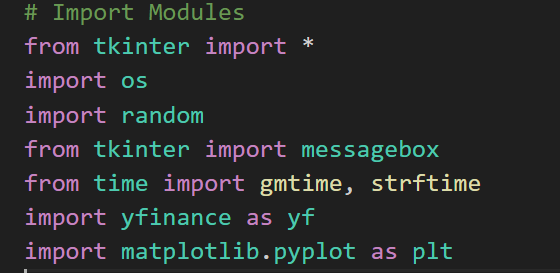 # Import Modules
from tkinter import *
import os
import random
from tkinter import messagebox
from time import gmtime, strftime
import yfinance as yf
import matplotlib.pyplot as plt